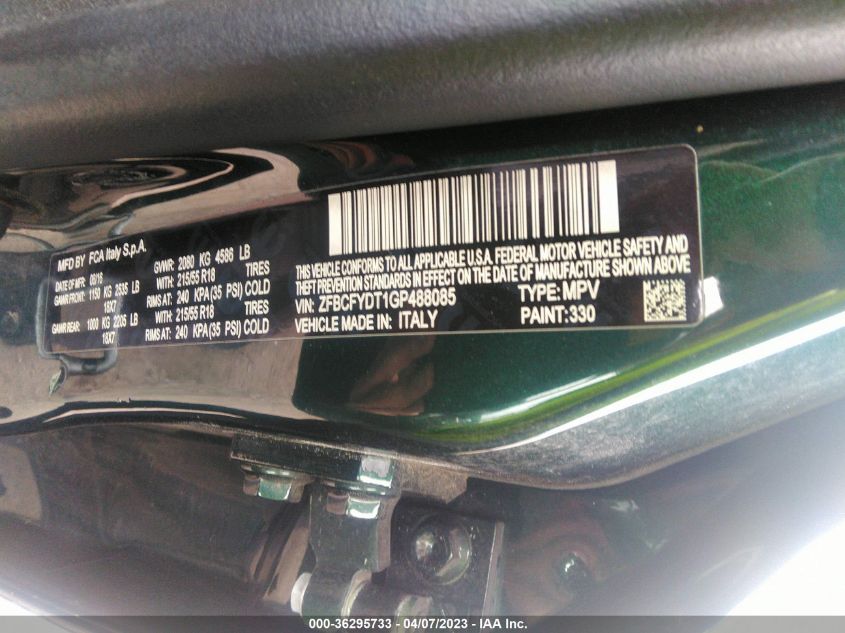 MFD BY FCA Italy S.p.A.
DATE OF MFR 08/16 GVWR: 2080 KG 4586 LB
GAWR FRONT: 1150 KG 2535 LB WITH: 215/55 R18 TIRES
18X7 RIMS AT: 240 KPA(35 PSI) COLD
GAWR REAR: 1000 KG 2205 LB WITH: 215/55 R18 TIRES
18X7 RIMS AT: 240 KPA(35 PSI) COLD
THIS VEHICLE CONFORMS TO ALL APPLICABLE U.S.A. FEDERAL MOTOR VEHICLE SAFETY AND
THEFT PREVENTION STANDARDS IN EFFECT ON THE DATE OF MANUFACTURE SHOWN ABOVE
VIN: ZFBCFYDT1GP488085 TYPE: MPV
VEHICLE MADE IN: ITALY PAINT:330
000-36295733 - 04/07/2023 - IAA Inc.